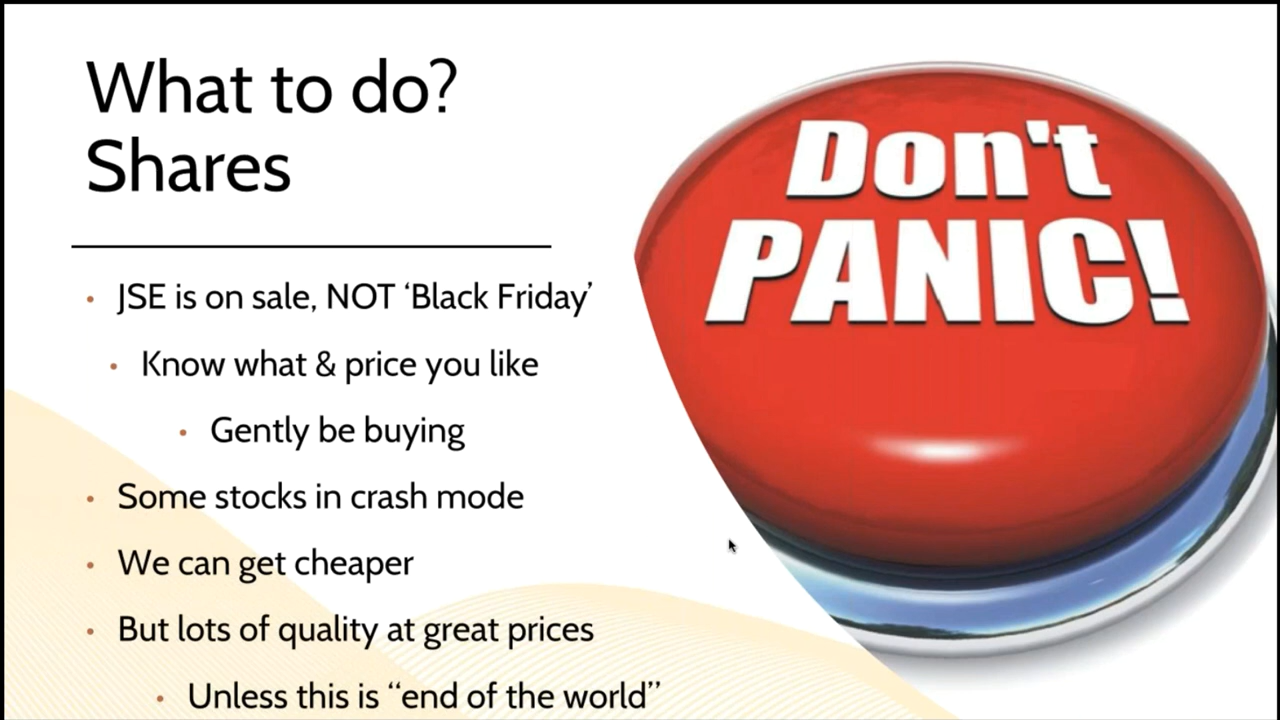 What to do?
Shares
• JSE is on sale, NOT ‘Black Friday’
• Know what & price you like
• Gently be buying
• Some stocks in crash mode
• We can get cheaper
• But lots of quality at great prices
• Unless this is “end of the world”
Don't
PANIC!